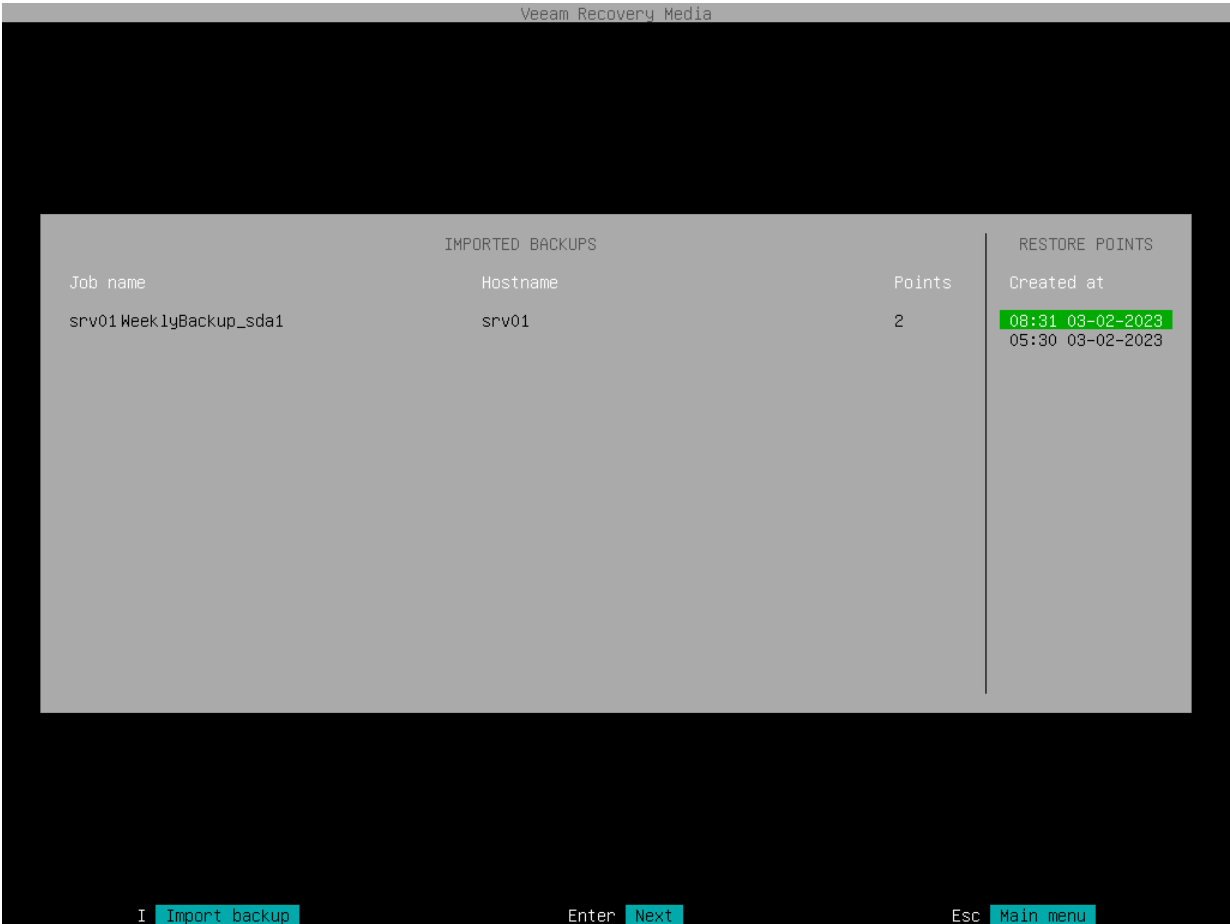 Veeam Recovery Media
IMPORTED BACKUPS RESTORE POINTS
Job name Hostname Points Created at
srv01 WeeklyBackup_sda1 srv01 2 08:31 03-02-2023
05:30 03-02-2023
I Import backup Enter Next Esc Main menu